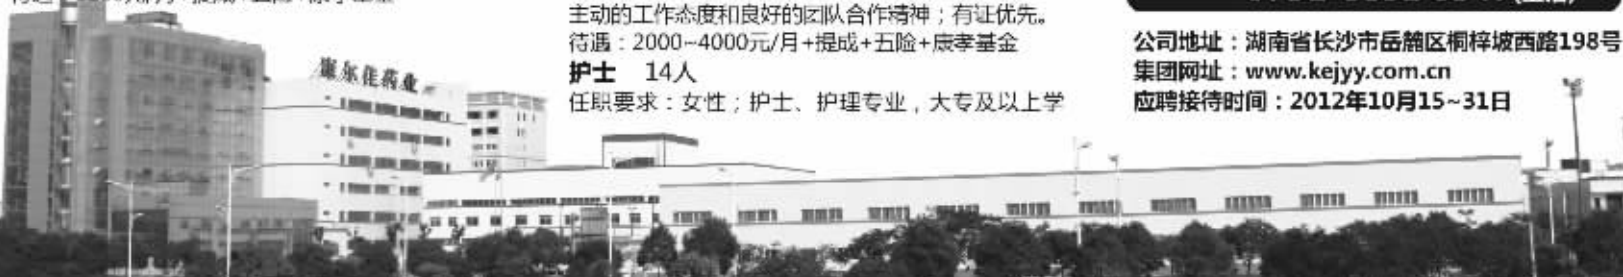 主动的工作态度和良好的团队合作精神；有证优先。
待遇：2000~4000元/月+提成+五险+康孝基金
护士 14人
任职要求：女性；护士、护理专业，大专及以上学
公司地址：湖南省长沙市岳麓区桐梓坡西路198号
集团网址：www.kejyy.com.cn
应聘接待时间：2012年10月15~31日
康尔佳药业